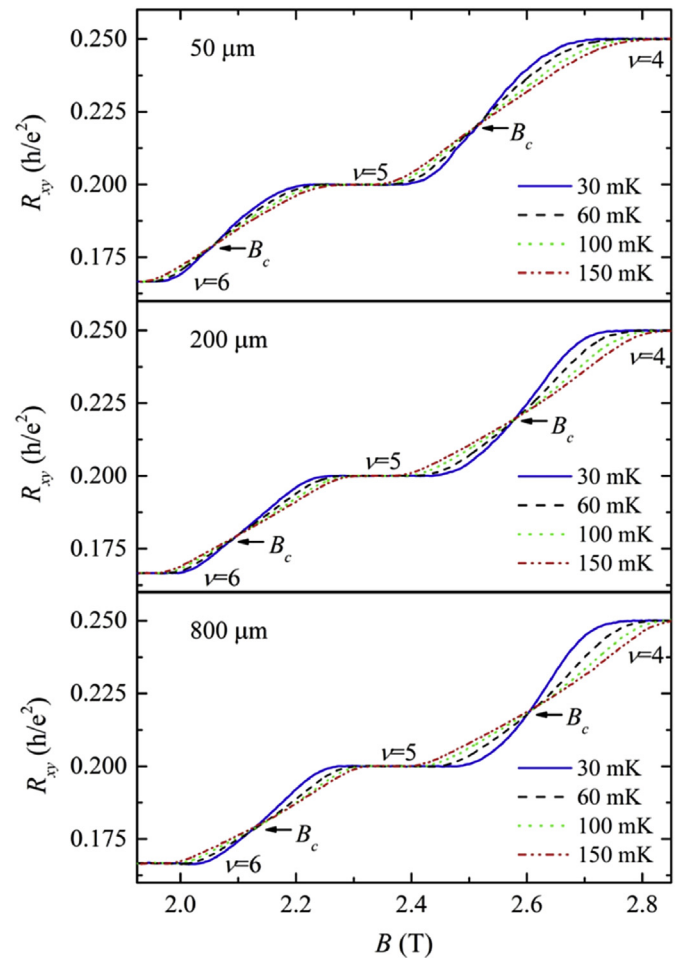 50 μm
0.250
0.225
0.200
0.175
R_xy (h/e²)
ν=4
ν=5
ν=6
B_c
B_c
30 mK
60 mK
100 mK
150 mK
200 μm
0.250
0.225
0.200
0.175
R_xy (h/e²)
ν=4
ν=5
ν=6
B_c
B_c
30 mK
60 mK
100 mK
150 mK
800 μm
0.250
0.225
0.200
0.175
R_xy (h/e²)
ν=4
ν=5
ν=6
B_c
B_c
30 mK
60 mK
100 mK
150 mK
2.0 2.2 2.4 2.6 2.8
B (T)